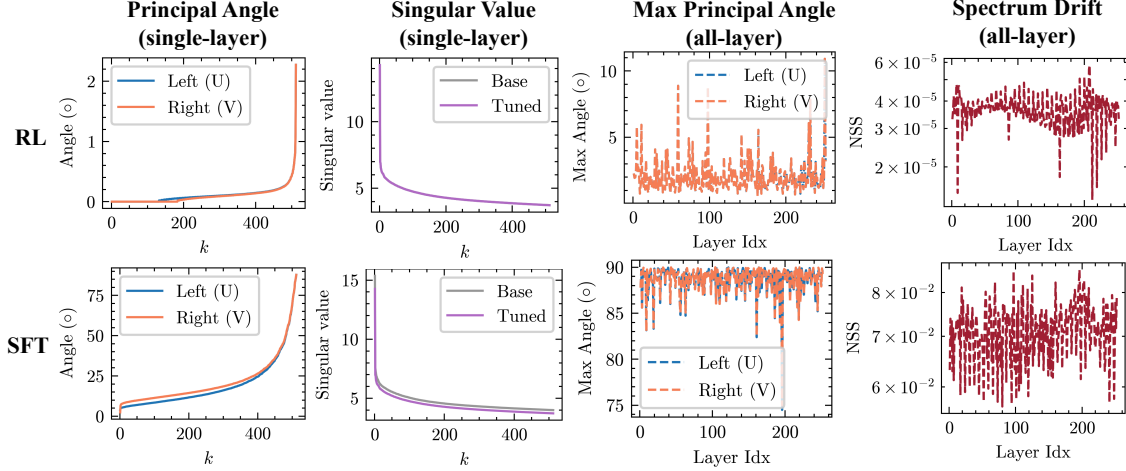 Principal Angle
(single-layer)
Singular Value
(single-layer)
Max Principal Angle
(all-layer)
Spectrum Drift
(all-layer)
RL
Angle (○)
2
1
0
Left (U)
Right (V)
0
200
400
k
Singular value
10
5
Base
Tuned
0
200
400
k
Max Angle (○)
10
5
Left (U)
Right (V)
0
100
200
Layer Idx
NSS
6 × 10⁻⁵
4 × 10⁻⁵
3 × 10⁻⁵
2 × 10⁻⁵
0
100
200
Layer Idx
SFT
Angle (○)
75
50
25
0
Left (U)
Right (V)
0
200
400
k
Singular value
15
10
5
Base
Tuned
0
200
400
k
Max Angle (○)
90
85
80
75
Left (U)
Right (V)
0
100
200
Layer Idx
NSS
8 × 10⁻²
7 × 10⁻²
6 × 10⁻²
0
100
200
Layer Idx